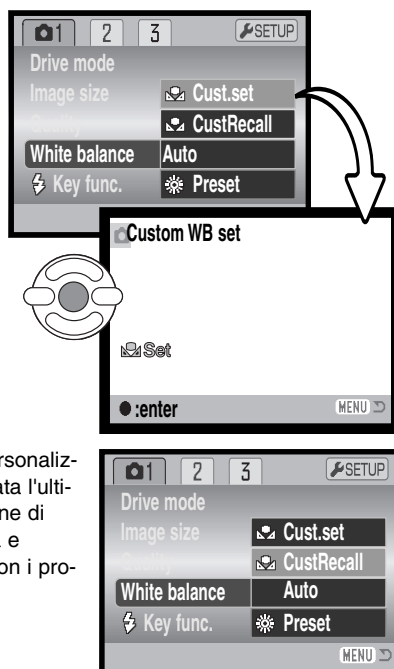 1 2 3 SETUP
Drive mode
Image size Cust.set
Quality CustRecall
White balance Auto
Key func. Preset
Custom WB set
Set
:enter MENU
rsonaliz-
ata l'ulti-
ne di
e
on i pro-
1 2 3 SETUP
Drive mode
Image size Cust.set
Quality CustRecall
White balance Auto
Key func. Preset
MENU